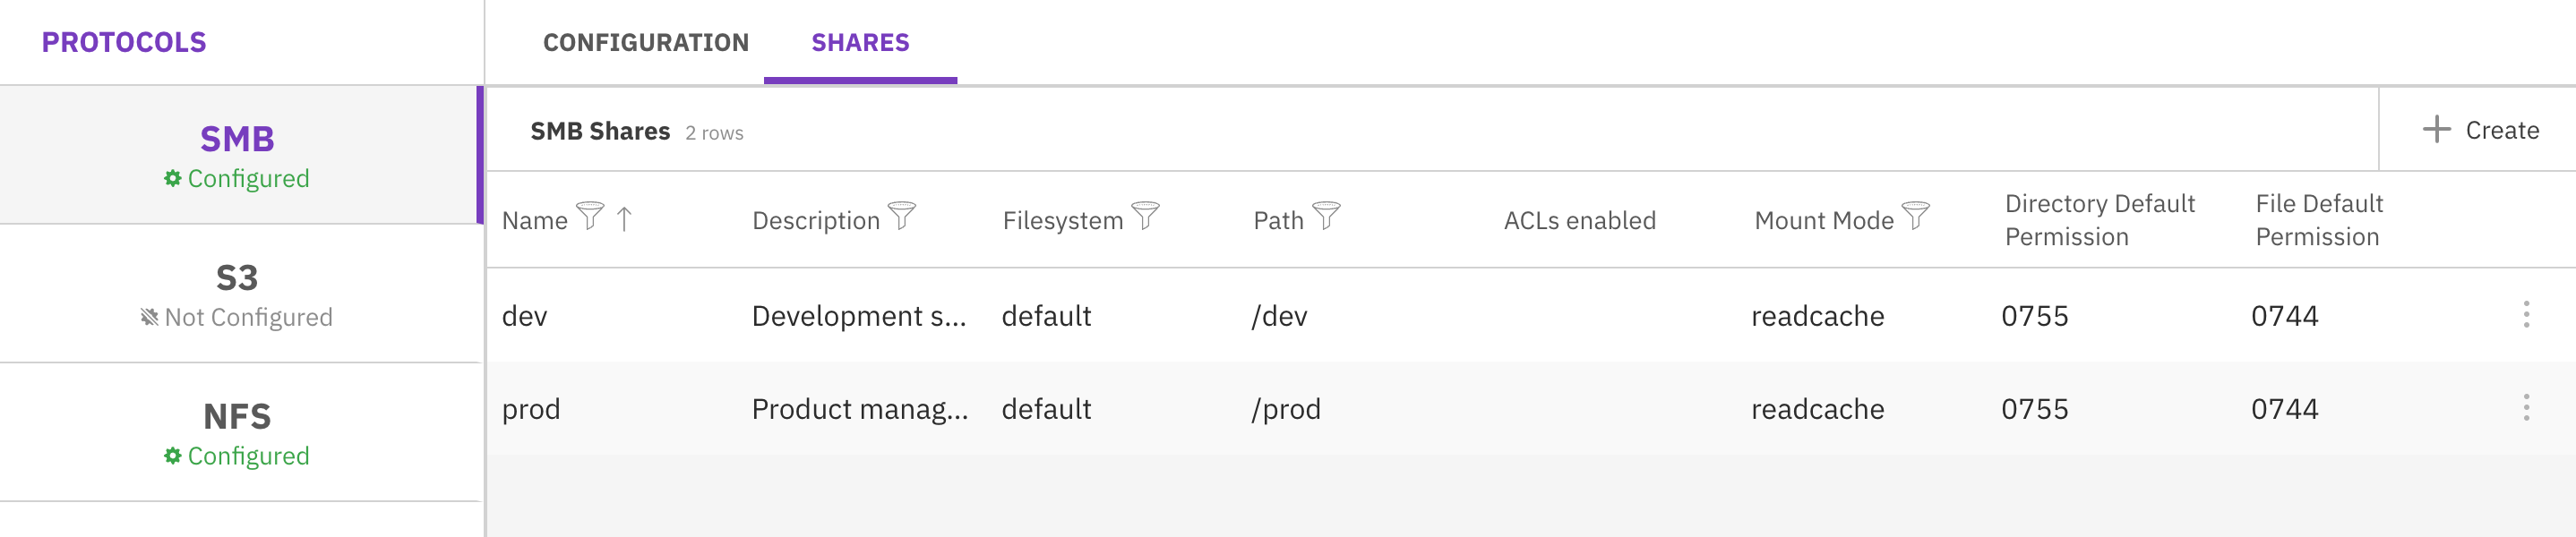 PROTOCOLS
SMB
Configured
S3
Not Configured
NFS
Configured
CONFIGURATION SHARES
SMB Shares 2 rows
Create
Name Description Filesystem Path ACLs enabled Mount Mode Directory Default Permission File Default Permission
dev Development s... default /dev readcache 0755 0744
prod Product manag... default /prod readcache 0755 0744